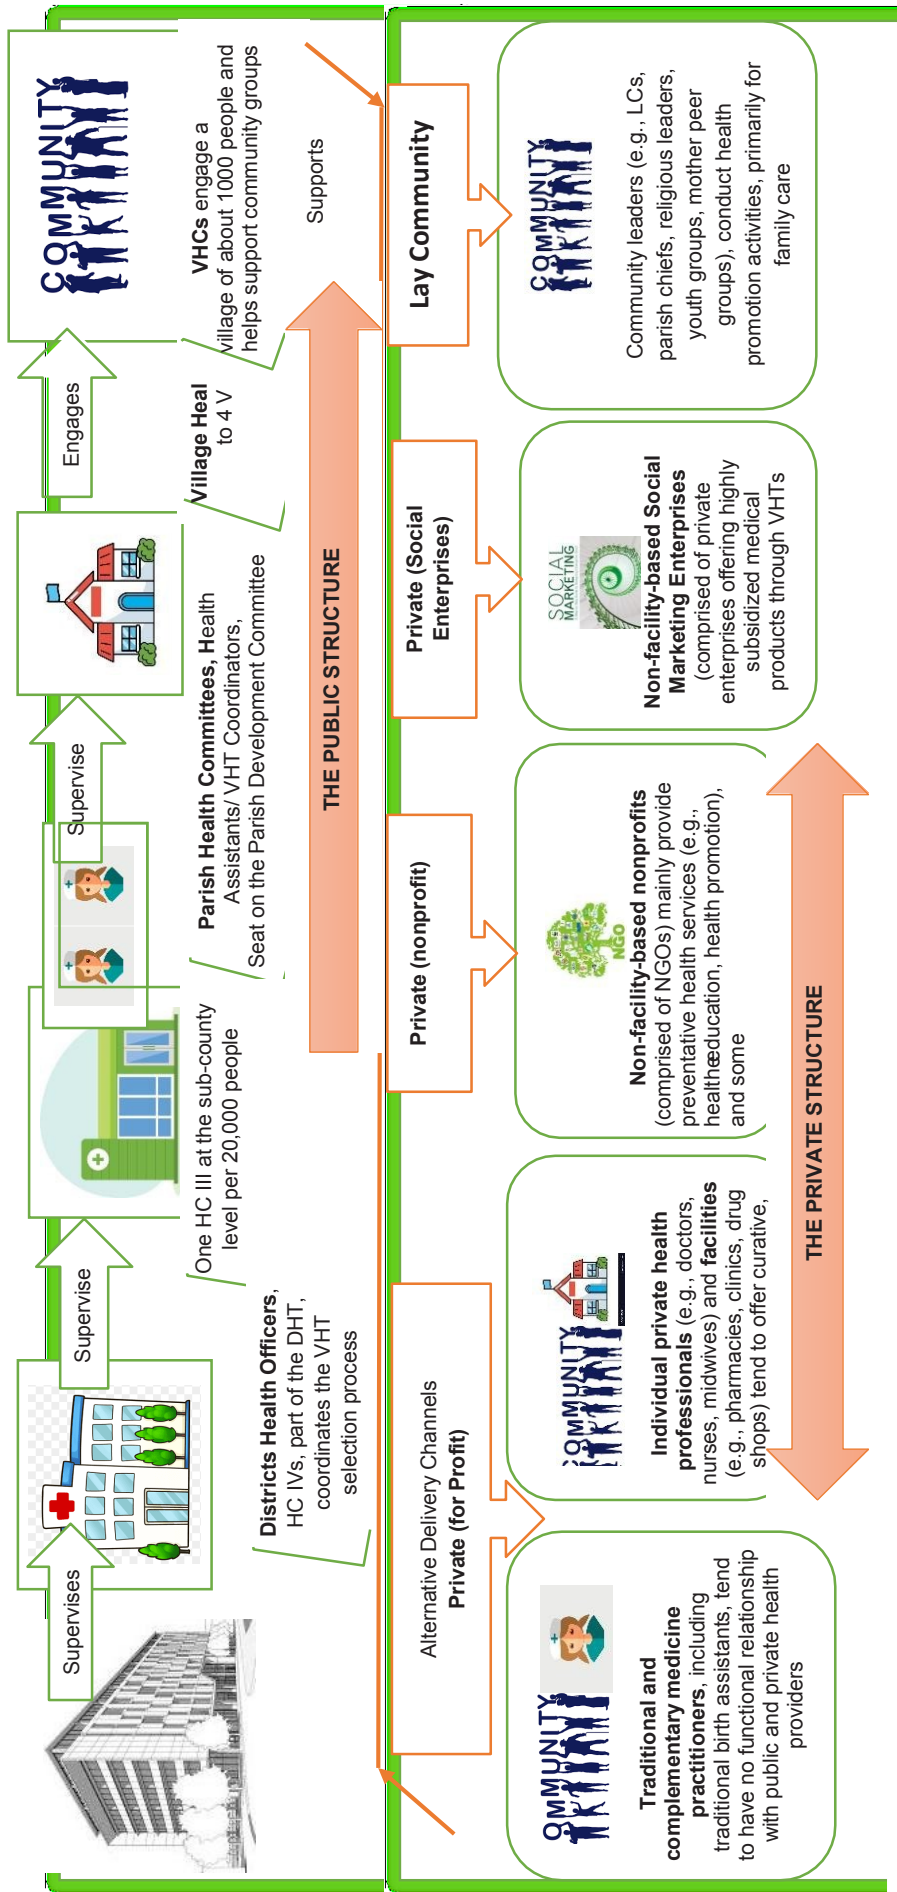 Supervises
Supervise
Supervise
Engages
COMMUNITY
Districts Health Officers,
HC IVs, part of the DHT,
coordinates the VHT
selection process
One HC III at the sub-county
level per 20,000 people
Parish Health Committees, Health
Assistants/ VHT Coordinators,
Seat on the Parish Development Committee
Village Heal
to 4 V
VHCs engage a
village of about 1000 people and
helps support community groups
Supports
THE PUBLIC STRUCTURE
Alternative Delivery Channels
Private (for Profit)
Private (nonprofit)
Private (Social
Enterprises)
Lay Community
OMMUNITY
Traditional and
complementary medicine
practitioners, including
traditional birth assistants, tend
to have no functional relationship
with public and private health
providers
COMMUNITY
Individual private health
professionals (e.g., doctors,
nurses, midwives) and facilities
(e.g., pharmacies, clinics, drug
shops) tend to offer curative,
NGO
Non-facility-based nonprofits
(comprised of NGOs) mainly provide
preventative health services (e.g.,
health education, health promotion),
and some
SOCIAL
MARKETING
Non-facility-based Social
Marketing Enterprises
(comprised of private
enterprises offering highly
subsidized medical
products through VHTs
COMMUNITY
Community leaders (e.g., LCs,
parish chiefs, religious leaders,
youth groups, mother peer
groups), conduct health
promotion activities, primarily for
family care
THE PRIVATE STRUCTURE